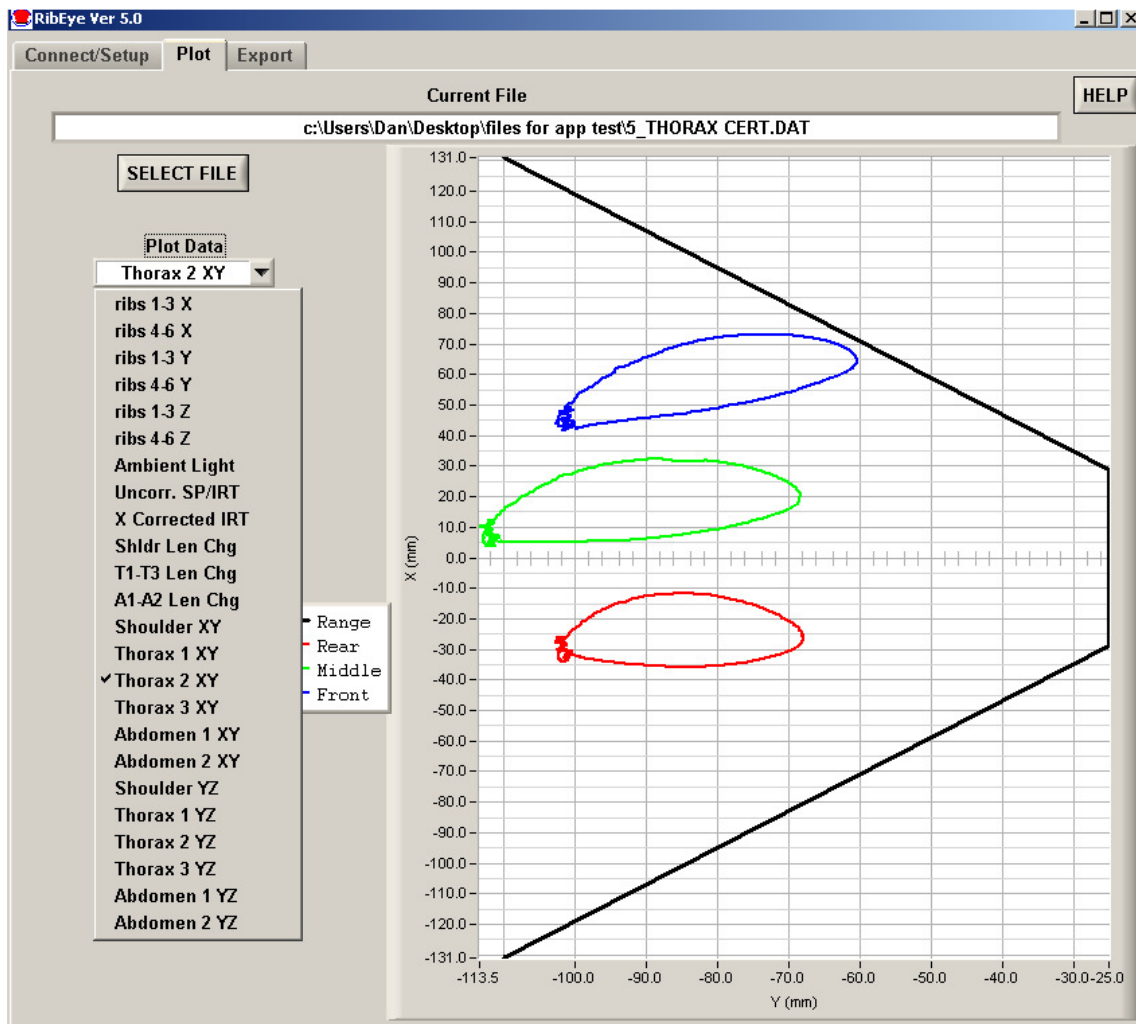 RibEye Ver 5.0
Connect/Setup Plot Export
Current File
HELP
c:\Users\Dan\Desktop\files for app test\5_THORAX CERT.DAT
SELECT FILE
Plot Data
Thorax 2 XY
ribs 1-3 X
ribs 4-6 X
ribs 1-3 Y
ribs 4-6 Y
ribs 1-3 Z
ribs 4-6 Z
Ambient Light
Uncorr. SP/IRT
X Corrected IRT
Shldr Len Chg
T1-T3 Len Chg
A1-A2 Len Chg
Shoulder XY
Thorax 1 XY
Thorax 2 XY
Thorax 3 XY
Abdomen 1 XY
Abdomen 2 XY
Shoulder YZ
Thorax 1 YZ
Thorax 2 YZ
Thorax 3 YZ
Abdomen 1 YZ
Abdomen 2 YZ
Range
Rear
Middle
Front
X (mm)
131.0
120.0
110.0
100.0
90.0
80.0
70.0
60.0
50.0
40.0
30.0
20.0
10.0
0.0
-10.0
-20.0
-30.0
-40.0
-50.0
-60.0
-70.0
-80.0
-90.0
-100.0
-110.0
-120.0
-131.0
-113.5 -100.0 -90.0 -80.0 -70.0 -60.0 -50.0 -40.0 -30.0 -25.0
Y (mm)